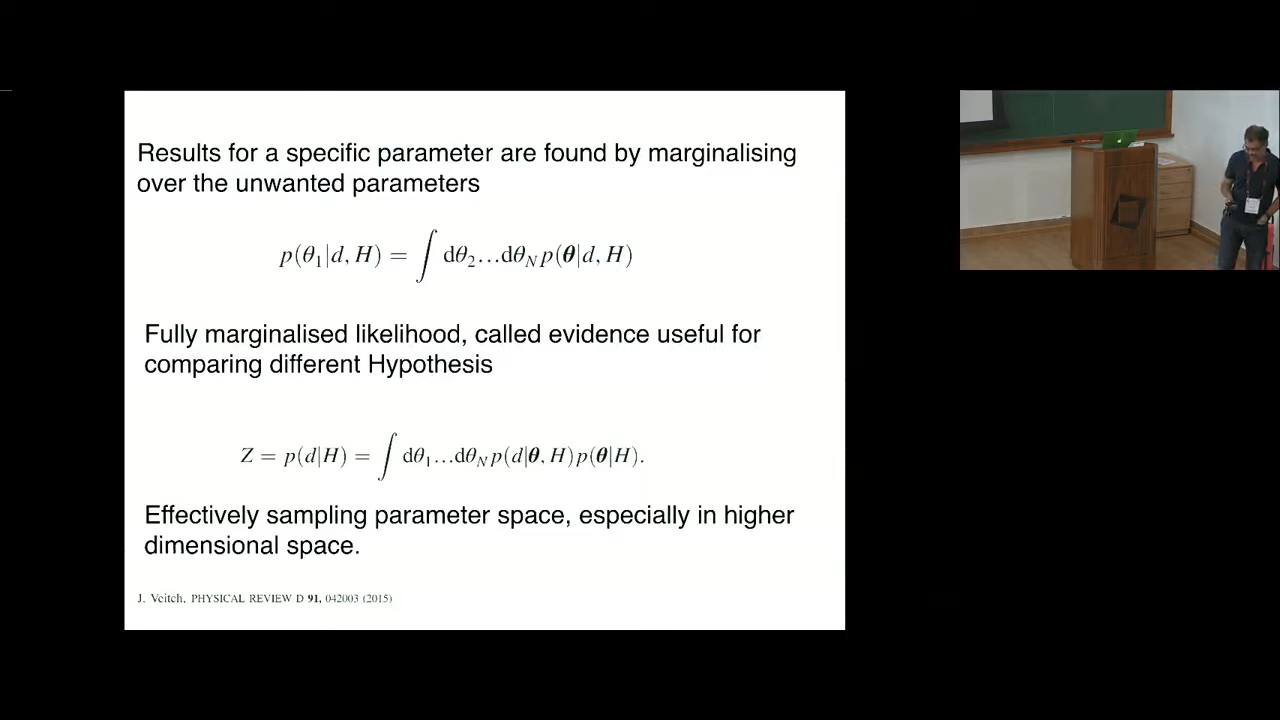 Results for a specific parameter are found by marginalising
over the unwanted parameters
p(θ₁|d, H) = ∫ dθ₂…dθ_N p(θ|d, H)
Fully marginalised likelihood, called evidence useful for
comparing different Hypothesis
Z = p(d|H) = ∫ dθ₁…dθ_N p(d|θ, H)p(θ|H).
Effectively sampling parameter space, especially in higher
dimensional space.
J. Veitch, PHYSICAL REVIEW D 91, 042003 (2015)